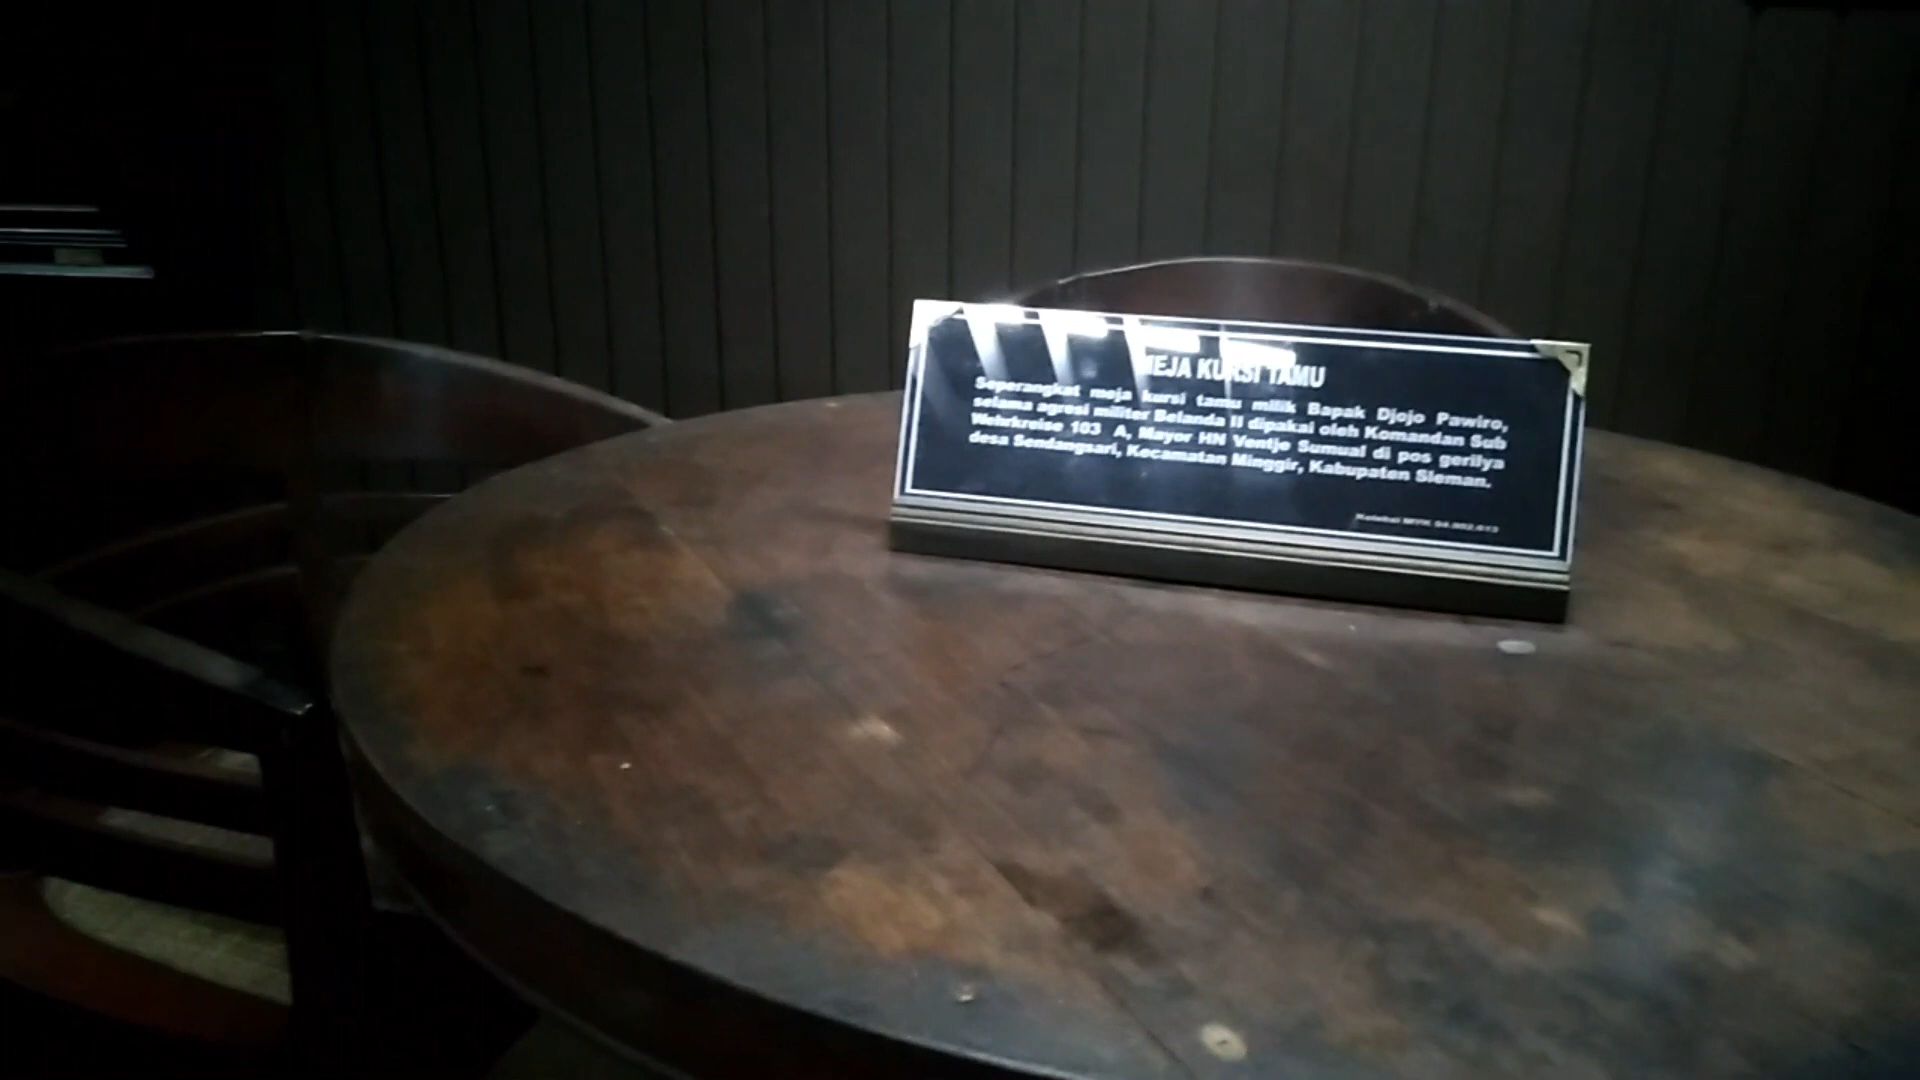 MEJA KURSI TAMU
Seperangkat meja kursi tamu milik Bapak Djojo Pawiro,
selama agresi militer Belanda II dipakai oleh Komandan Sub
Wehrkreise 103 A, Mayor HN Ventje Sumual di pos gerilya
desa Sendangsari, Kecamatan Minggir, Kabupaten Sleman.